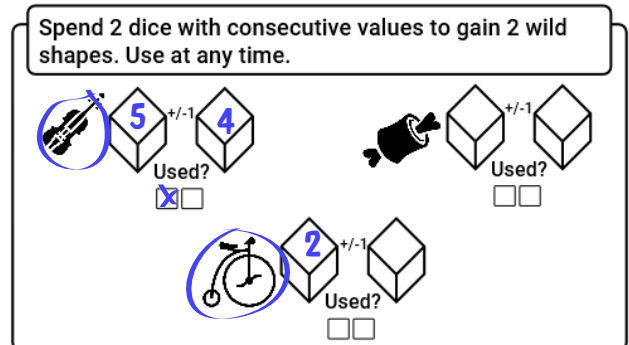 Spend 2 dice with consecutive values to gain 2 wild
shapes. Use at any time.
5 +/-1 4
+/-1
Used?
Used?
X
2 +/-1
Used?